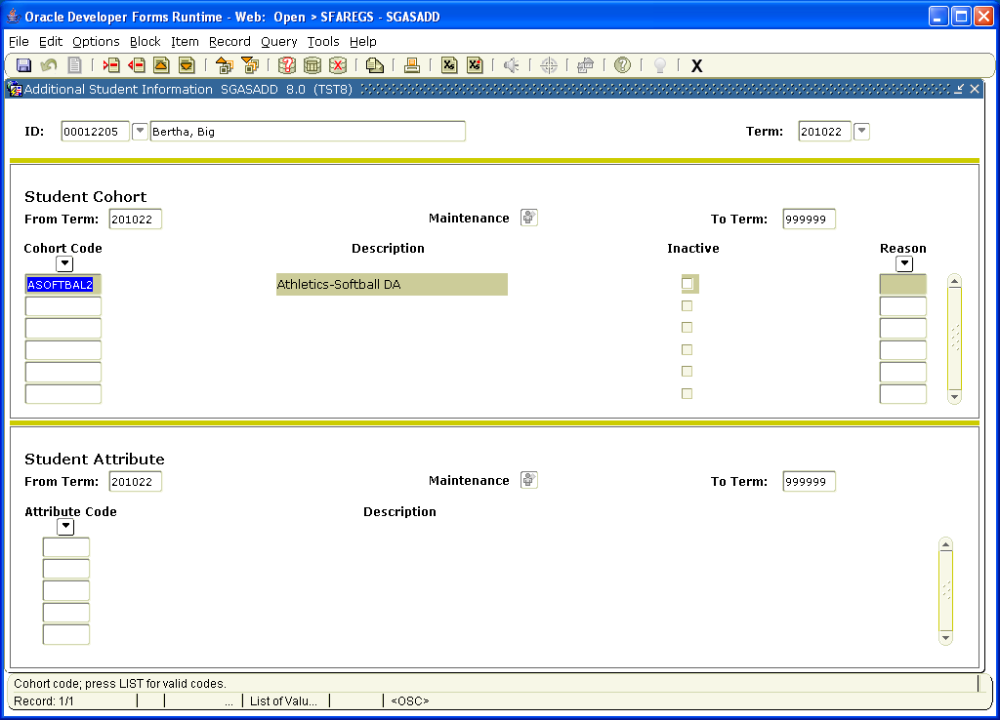 Oracle Developer Forms Runtime - Web: Open > SFAREGS - SGASADD
File Edit Options Block Item Record Query Tools Help
X
Additional Student Information SGASADD 8.0 (TST8)
ID: 00012205 Bertha, Big Term: 201022
Student Cohort
From Term: 201022 Maintenance To Term: 999999
Cohort Code Description Inactive Reason
ASOFTBAL2 Athletics-Softball DA
Student Attribute
From Term: 201022 Maintenance To Term: 999999
Attribute Code Description
Cohort code; press LIST for valid codes.
Record: 1/1 ... List of Valu... <OSC>